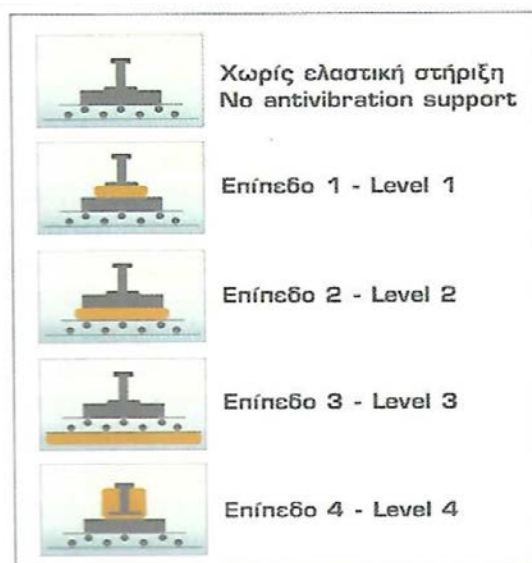 Χωρίς ελαστική στήριξη
No antivibration support
Επίπεδο 1 - Level 1
Επίπεδο 2 - Level 2
Επίπεδο 3 - Level 3
Επίπεδο 4 - Level 4